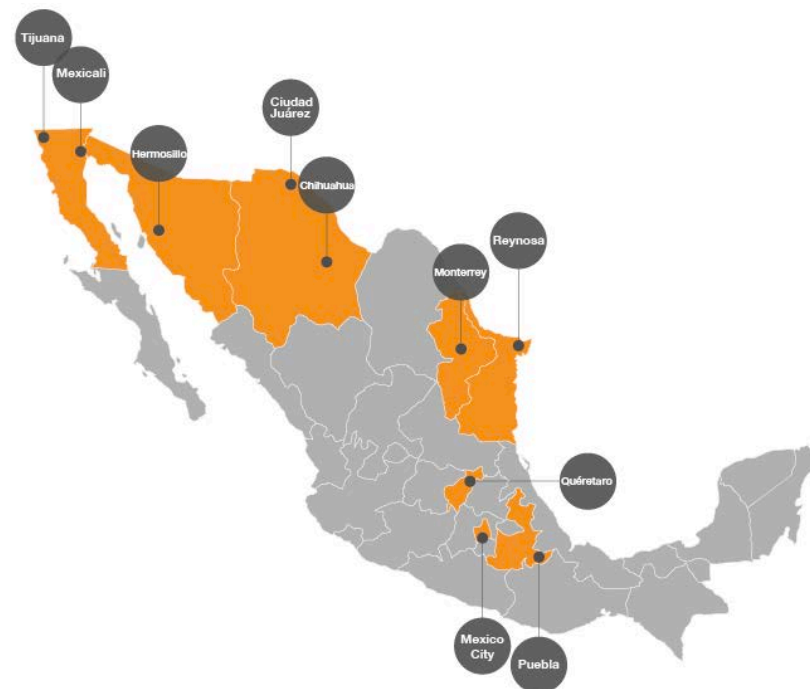 Tijuana
Mexicali
Ciudad
Juárez
Hermosillo
Chihuahua
Reynosa
Monterrey
Quéretaro
Mexico
City
Puebla